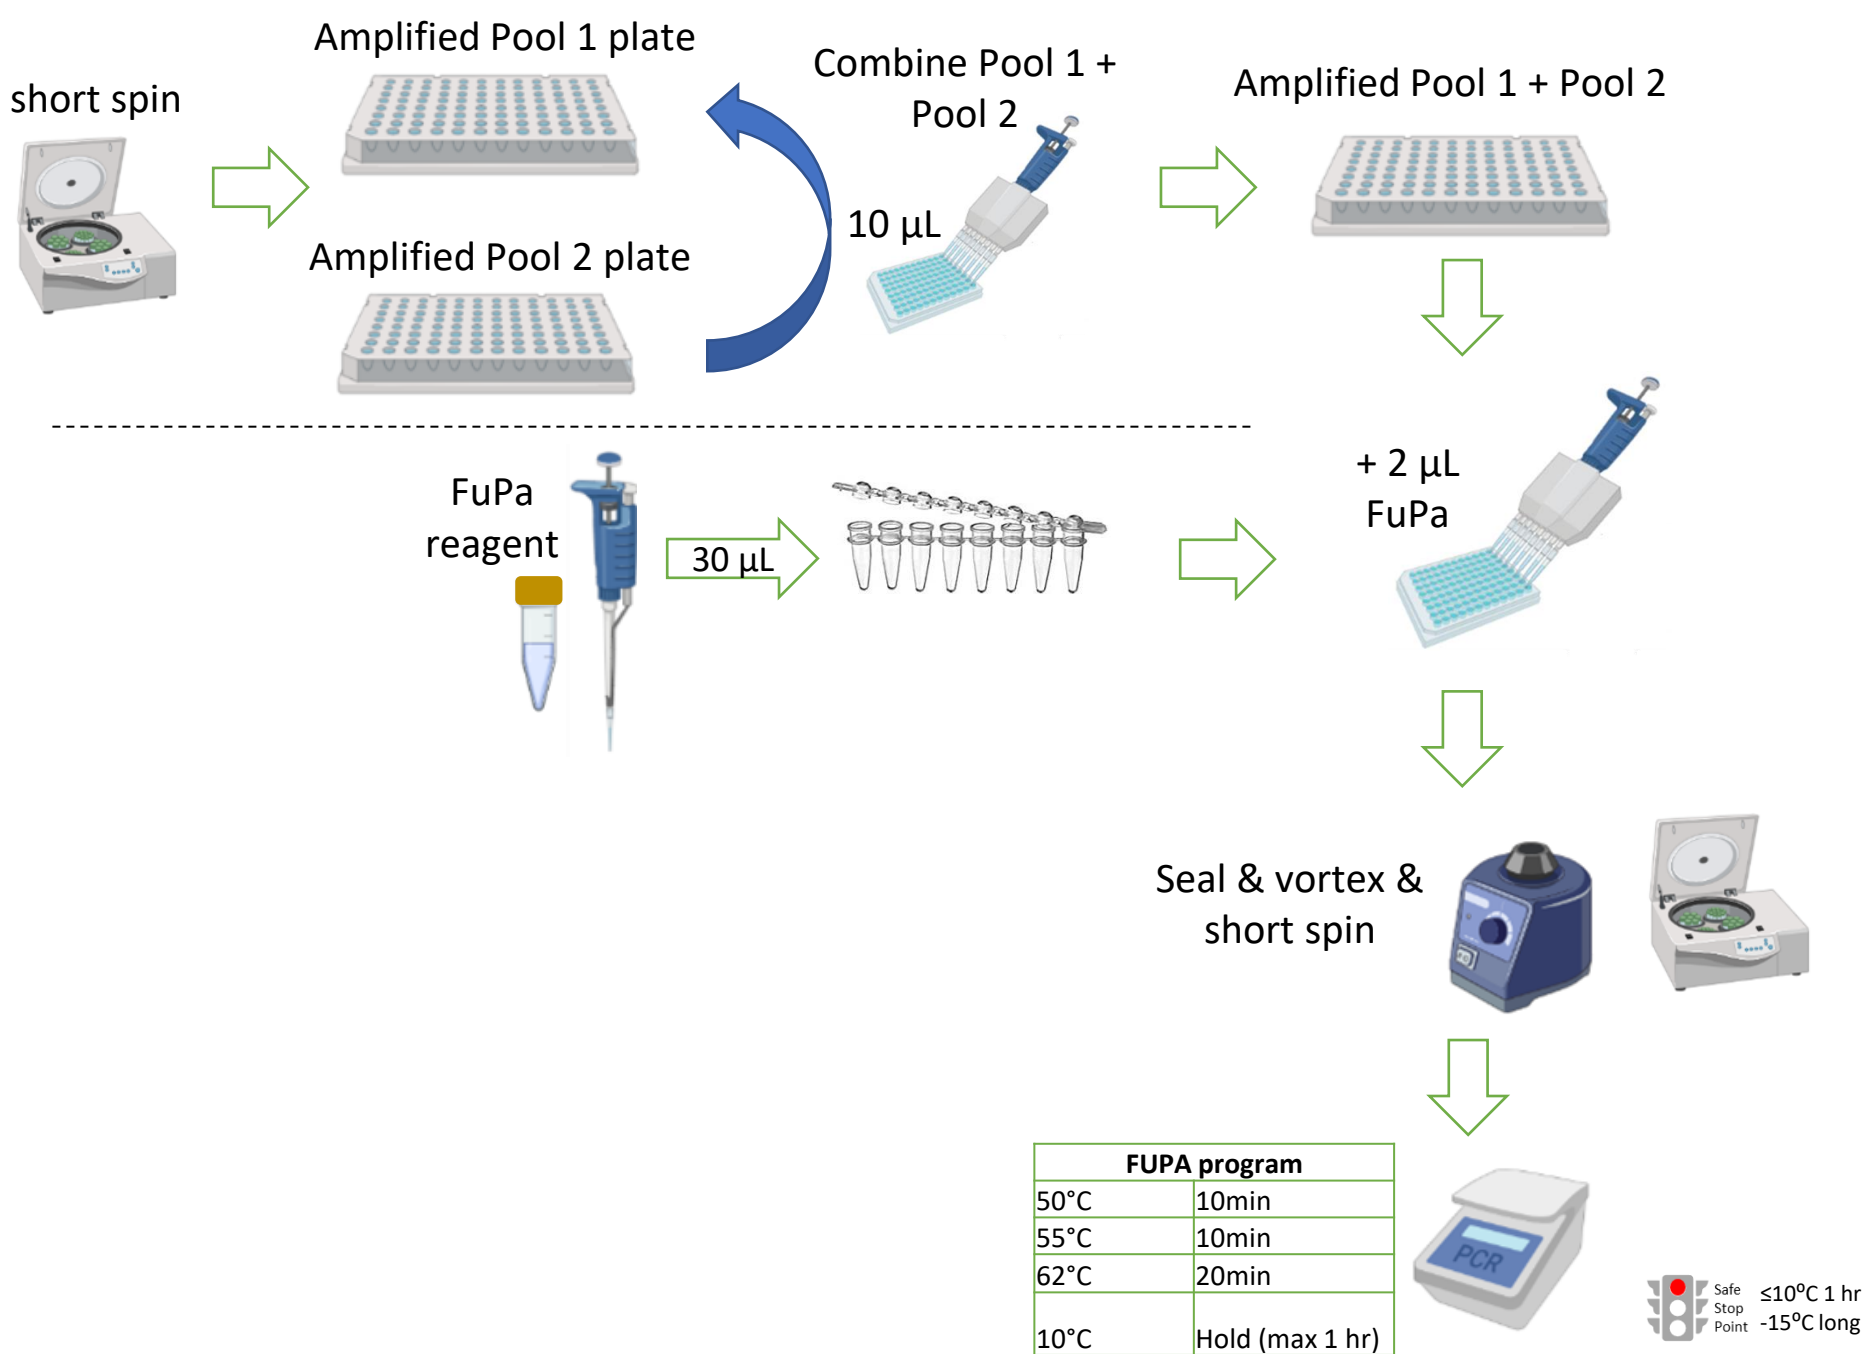 short spin
Amplified Pool 1 plate
Amplified Pool 2 plate
Combine Pool 1 +
Pool 2
10 µL
Amplified Pool 1 + Pool 2
FuPa
reagent
30 µL
+ 2 µL
FuPa
Seal & vortex &
short spin
FUPA program
50°C 10min
55°C 10min
62°C 20min
10°C Hold (max 1 hr)
PCR
Safe
Stop
Point
≤10⁰C 1 hr
-15⁰C long